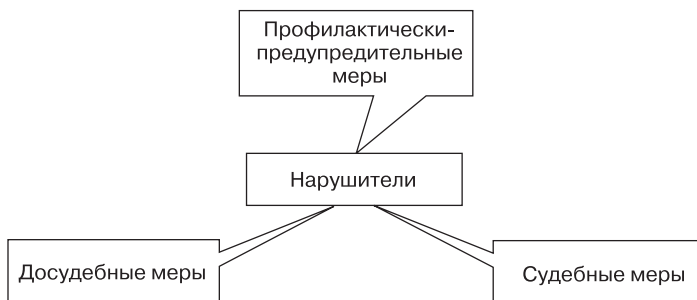 Профилактически-
предупредительные
меры
Нарушители
Досудебные меры
Судебные меры